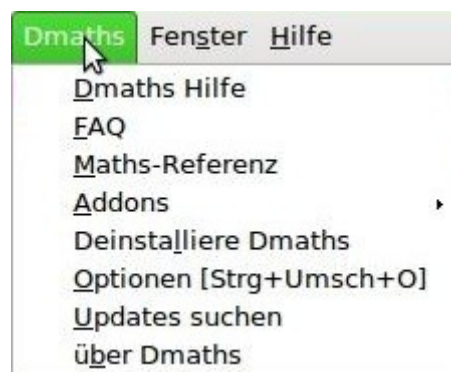 Dmaths Fenster Hilfe
Dmaths Hilfe
FAQ
Maths-Referenz
Addons
Deinstalliere Dmaths
Optionen [Strg+Umsch+O]
Updates suchen
über Dmaths